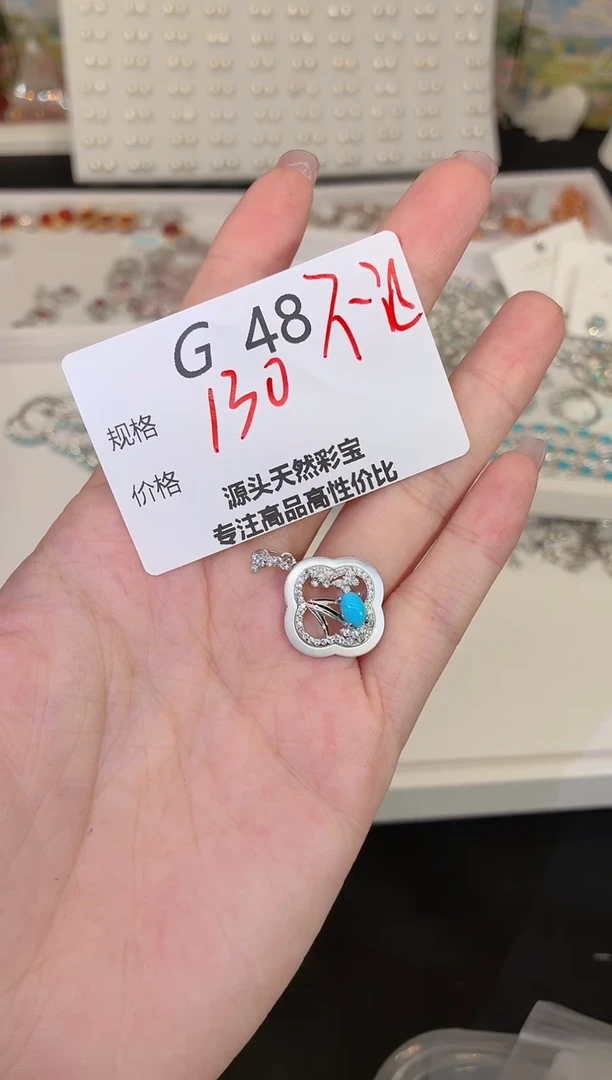 G 48 不退
规格 130
价格
源头天然彩宝
专注高品高性价比